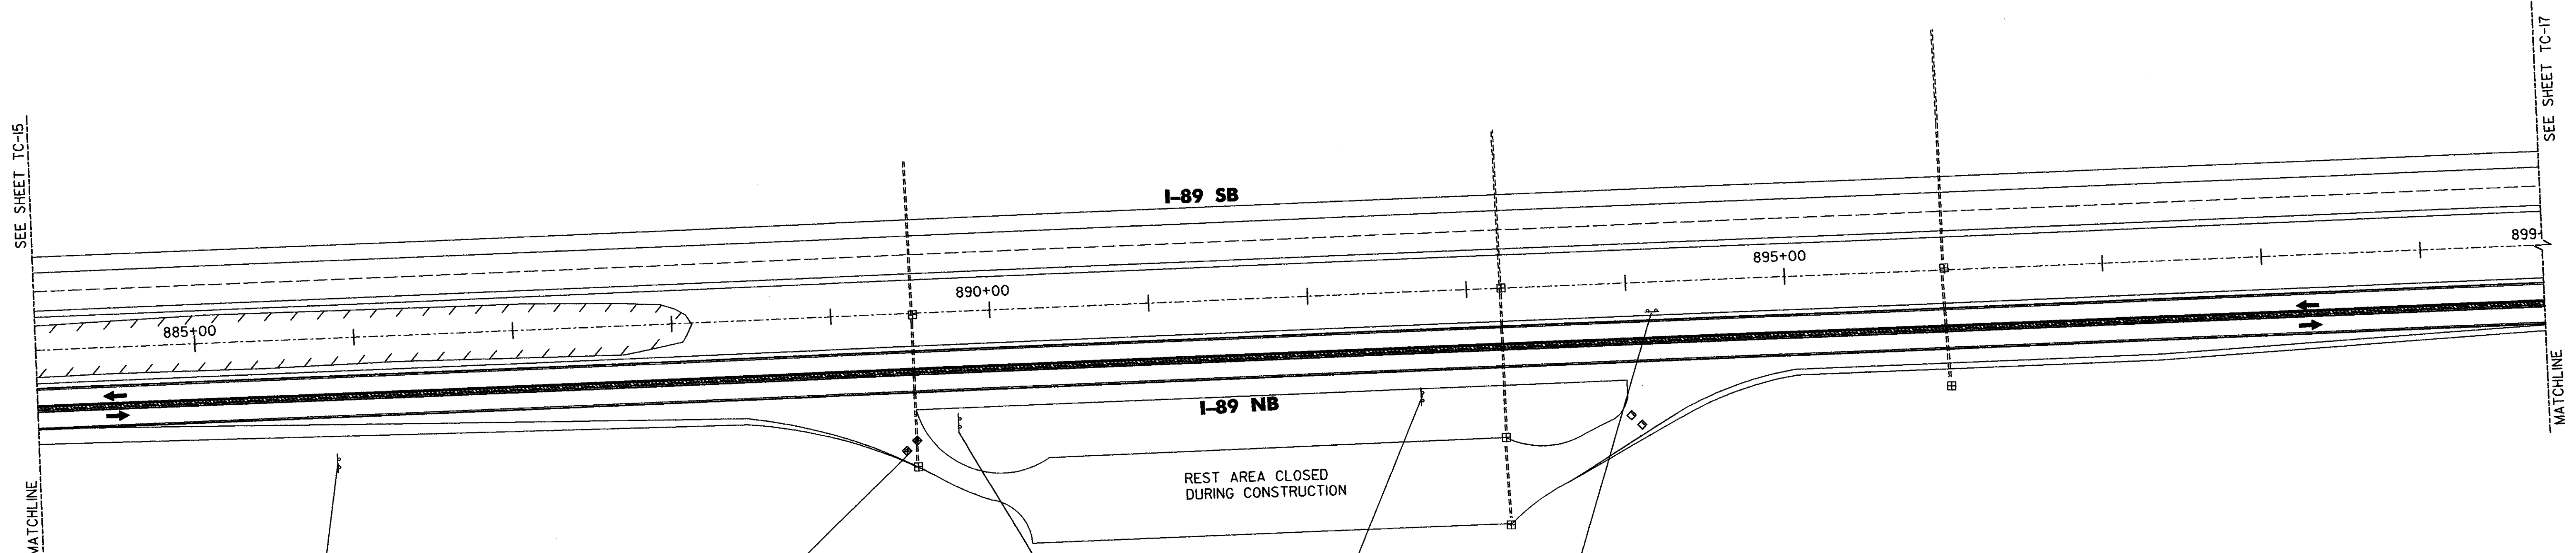 SEE SHEET TC-15
MATCHLINE
885+00
890+00
I-89 SB
895+00
899+
SEE SHEET TC-17
MATCHLINE
I-89 NB
REST AREA CLOSED
DURING CONSTRUCTION